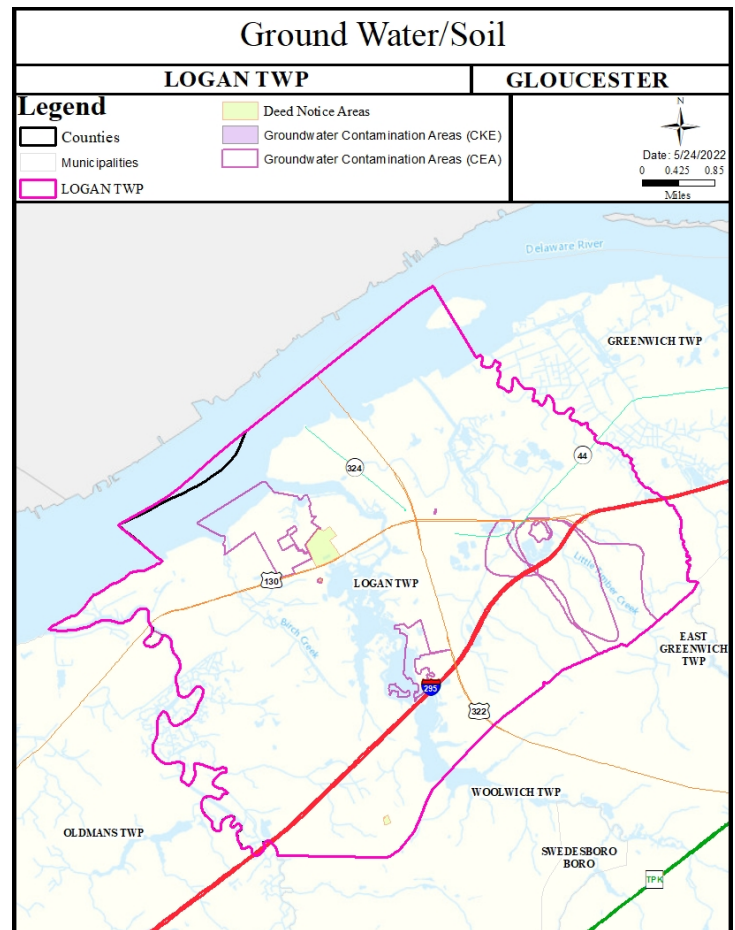 Ground Water/Soil
LOGAN TWP
GLOUCESTER
Legend
Counties
Municipalities
LOGAN TWP
Deed Notice Areas
Groundwater Contamination Areas (CKE)
Groundwater Contamination Areas (CEA)
N
Date: 5/24/2022
0 0.425 0.85
Miles
Delaware River
GREENWICH TWP
44
324
130
LOGAN TWP
Little Timber Creek
Birch Creek
EAST
GREENWICH
TWP
295
322
WOOLWICH TWP
OLDMANS TWP
SWEDESBORO
BORO
TPK